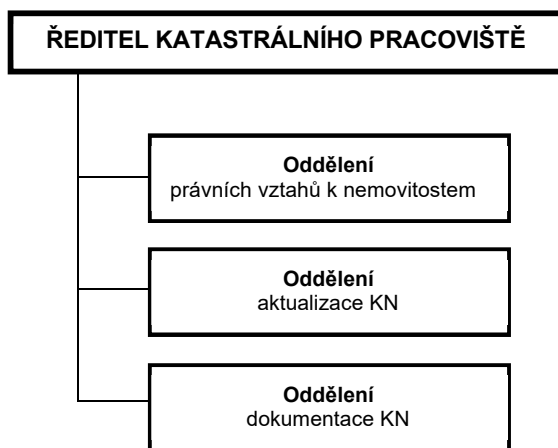 ŘEDITEL KATASTRÁLNÍHO PRACOVIŠTĚ
Oddělení
právních vztahů k nemovitostem
Oddělení
aktualizace KN
Oddělení
dokumentace KN